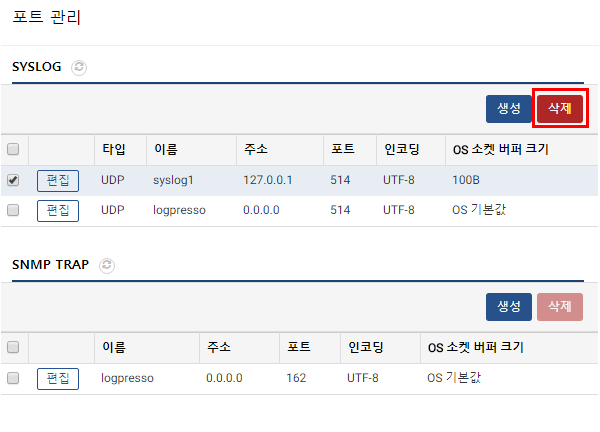 포트 관리
SYSLOG
생성 삭제
타입 이름 주소 포트 인코딩 OS 소켓 버퍼 크기
편집 UDP syslog1 127.0.0.1 514 UTF-8 100B
편집 UDP logpresso 0.0.0.0 514 UTF-8 OS 기본값
SNMP TRAP
생성 삭제
이름 주소 포트 인코딩 OS 소켓 버퍼 크기
편집 logpresso 0.0.0.0 162 UTF-8 OS 기본값